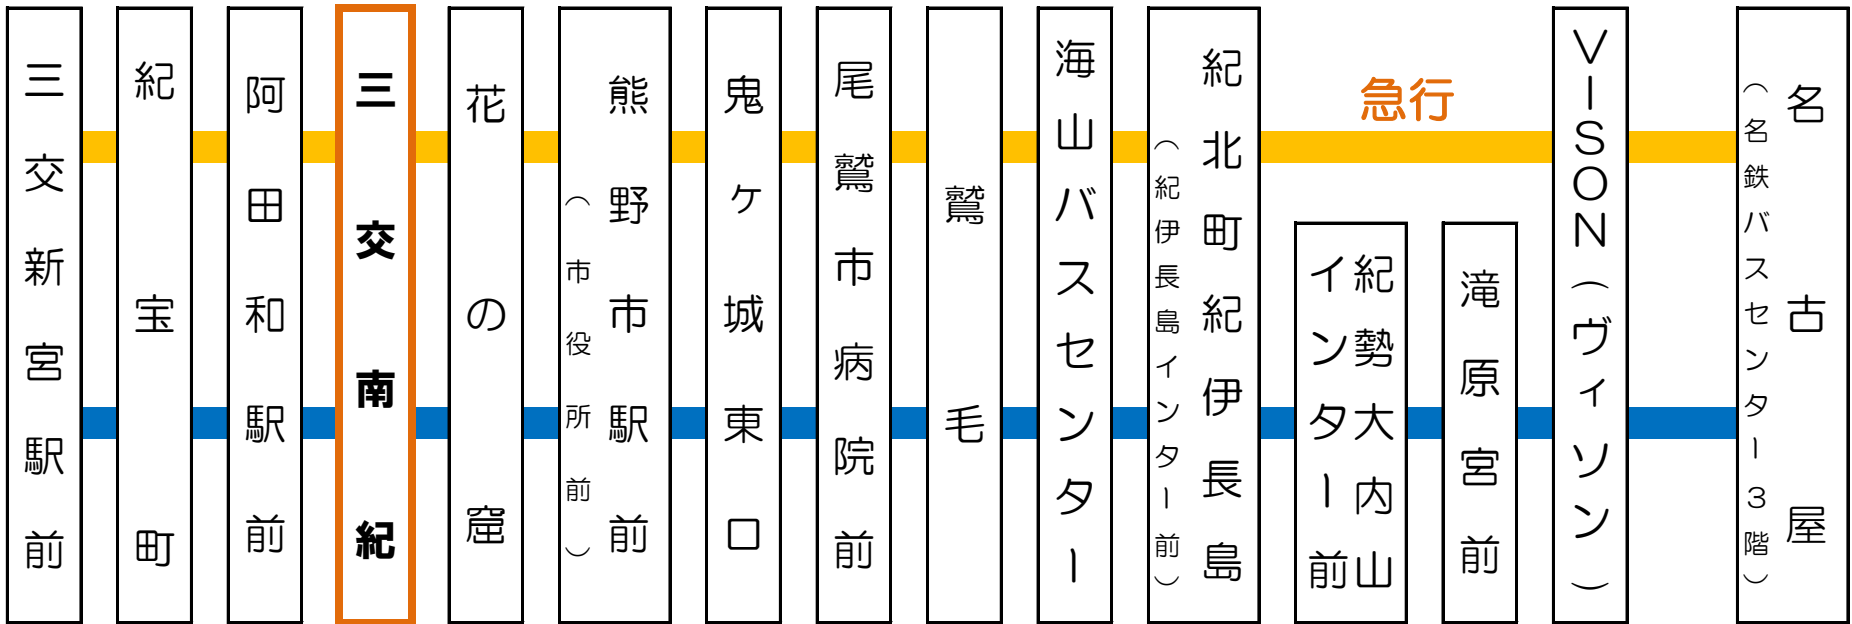 三交新宮駅前
紀宝町
阿田和駅前
三交南紀
花の窟
熊野市駅前
（市役所前）
鬼ヶ城東口
尾鷲市病院前
鷲毛
海山バスセンター
紀北町紀伊長島
（紀伊長島インター前）
急行
紀勢大内山
インター前
滝原宮前
VISON（ヴィソン）
名古屋
（名鉄バスセンター3階）